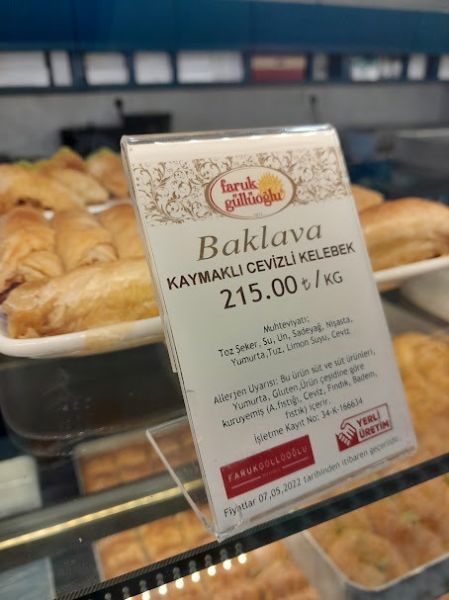 faruk
güllüoğlu
Baklava
KAYMAKLI CEVİZLİ KELEBEK
215.00 ₺/KG
Muhteviyatı:
Toz Şeker, Su, Un, Sadeyağ, Nişasta,
Yumurta,Tuz, Limon Suyu, Ceviz
Allerjen Uyarısı: Bu ürün süt ve süt ürünleri,
Yumurta, Gluten,Ürün çeşidine göre
kuruyemiş (A.fıstığı, Ceviz, Fındık, Badem,
fıstık) içerir.
İşletme Kayıt No: 34-K-166634
FARUKGÜLLÜOĞLU
YERLİ
ÜRETİM
Fiyatlar 07.05.2022 tarihinden itibaren geçerlidir.